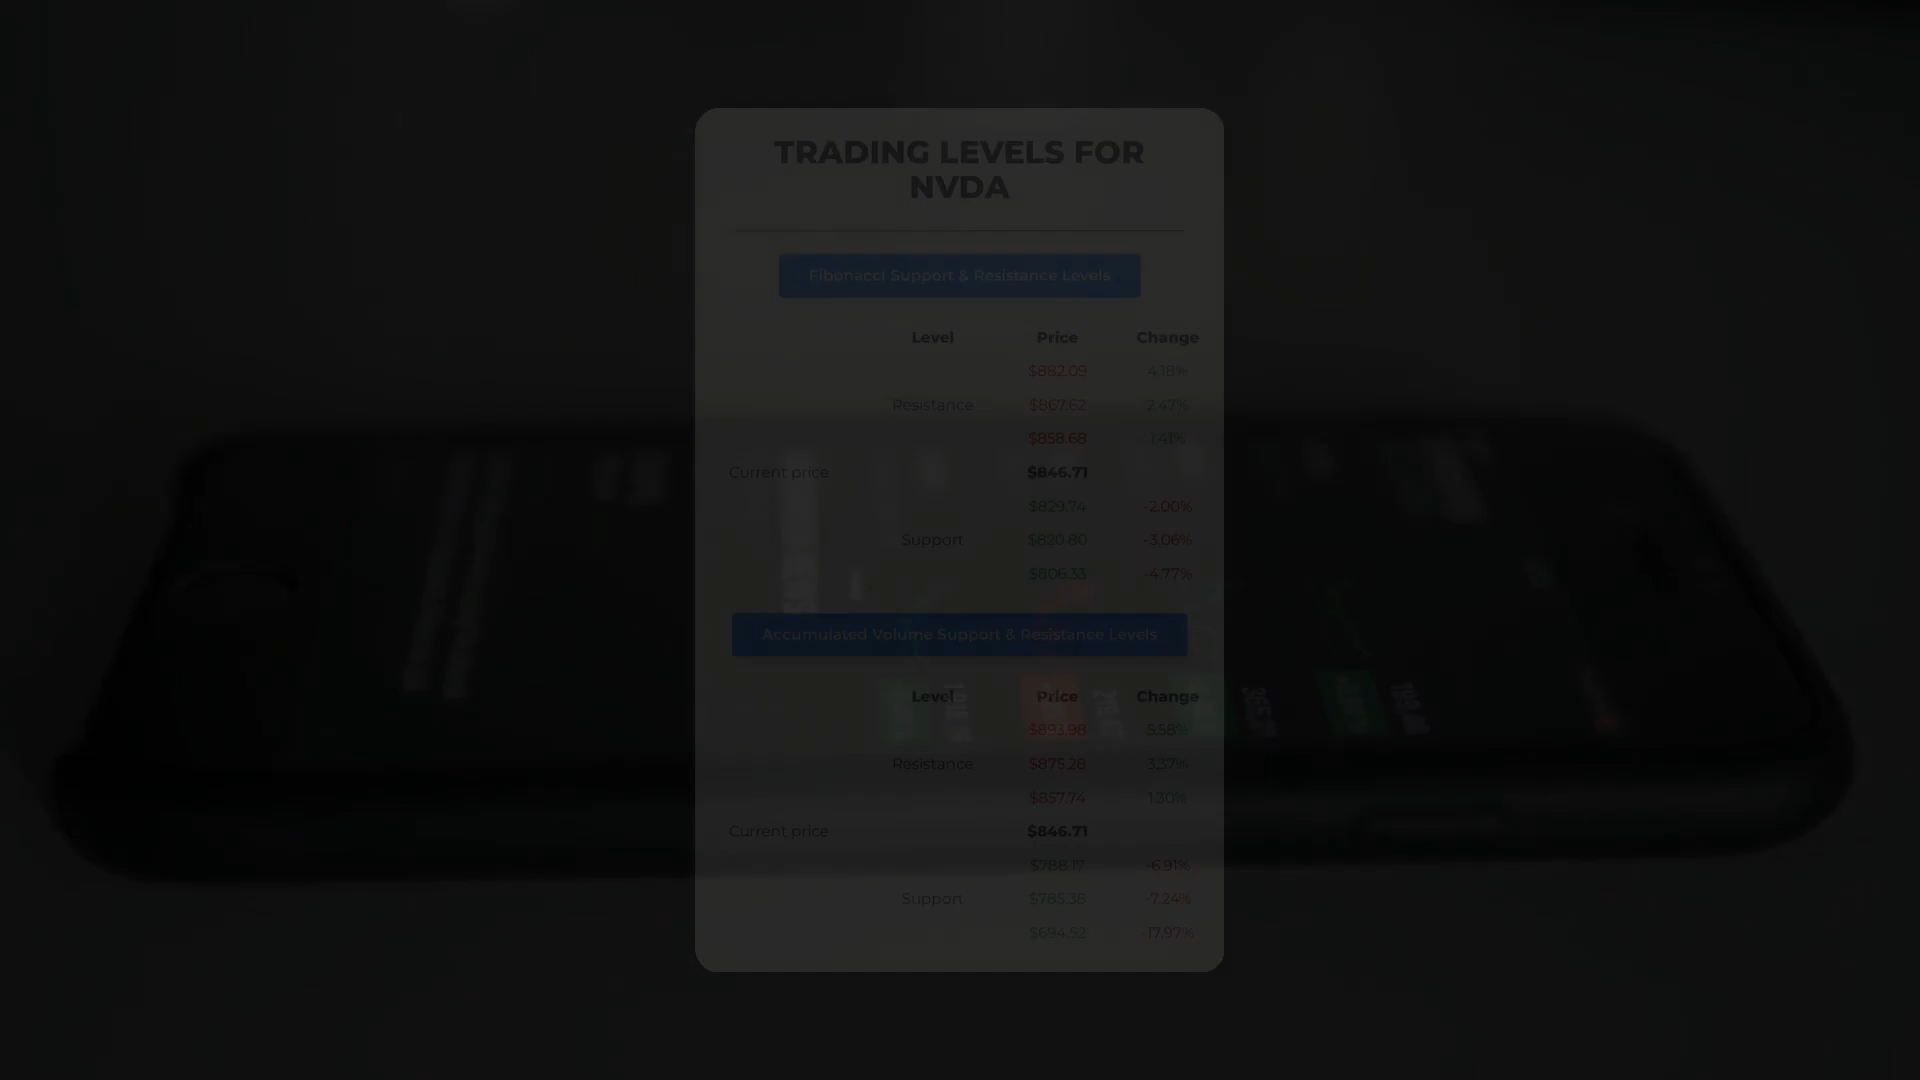 TRADING LEVELS FOR
NVDA
Fibonacci Support & Resistance Levels
Level Price Change
$882.09 4.18%
Resistance $867.62 2.47%
$858.68 1.41%
Current price $846.71
$829.74 -2.00%
Support $820.80 -3.06%
$806.33 -4.77%
Accumulated Volume Support & Resistance Levels
Level Price Change
$893.98 5.58%
Resistance $875.28 3.37%
$857.74 1.30%
Current price $846.71
$788.17 -6.91%
Support $785.38 -7.24%
$694.52 -17.97%